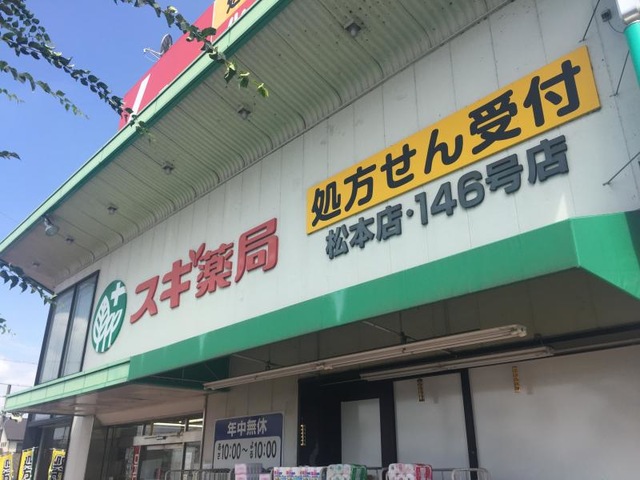 処方せん受付
松本店・146号店
スギ薬局
年中無休
10:00～10:00